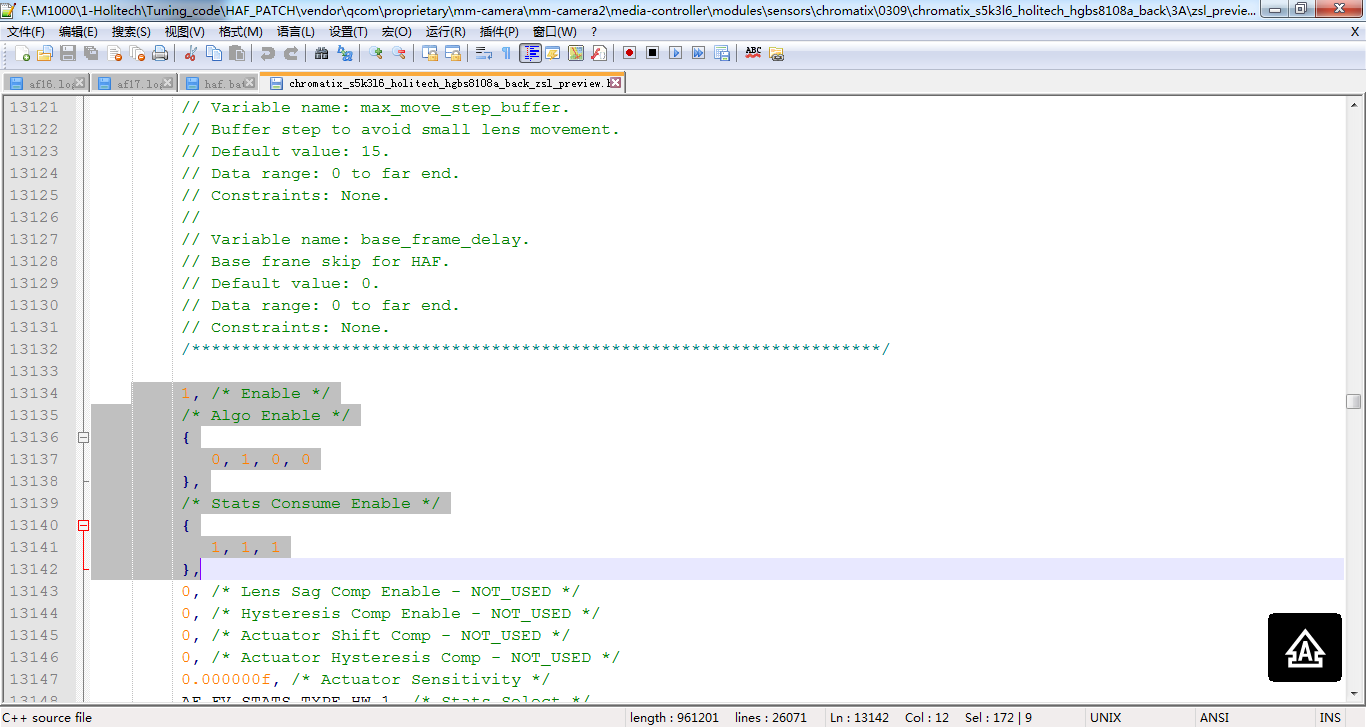 F:\M1000\1-Holitech\Tuning_code\HAF_PATCH\vendor\qcom\proprietary\mm-camera\mm-camera2\media-controller\modules\sensors\chromatix\0309\chromatix_s5k3l6_holitech_hgbs8108a_back\3A\zsl_previe...
文件(F) 编辑(E) 搜索(S) 视图(V) 格式(M) 语言(L) 设置(T) 宏(O) 运行(R) 插件(P) 窗口(W) ? X
af16.log af17.log haf.ba chromatix_s5k3l6_holitech_hgbs8108a_back_zsl_preview.h
13121 // Variable name: max_move_step_buffer.
13122 // Buffer step to avoid small lens movement.
13123 // Default value: 15.
13124 // Data range: 0 to far end.
13125 // Constraints: None.
13126 //
13127 // Variable name: base_frame_delay.
13128 // Base frane skip for HAF.
13129 // Default value: 0.
13130 // Data range: 0 to far end.
13131 // Constraints: None.
13132 /*********************************************************************/
13133
13134 1, /* Enable */
13135 /* Algo Enable */
13136 {
13137 0, 1, 0, 0
13138 },
13139 /* Stats Consume Enable */
13140 {
13141 1, 1, 1
13142 },
13143 0, /* Lens Sag Comp Enable - NOT_USED */
13144 0, /* Hysteresis Comp Enable - NOT_USED */
13145 0, /* Actuator Shift Comp - NOT_USED */
13146 0, /* Actuator Hysteresis Comp - NOT_USED */
13147 0.000000f, /* Actuator Sensitivity */
13148 AF_FV_STATS_TYPE_HW_1, /* Stats Select */
C++ source file length : 961201 lines : 26071 Ln : 13142 Col : 12 Sel : 172 | 9 UNIX ANSI INS